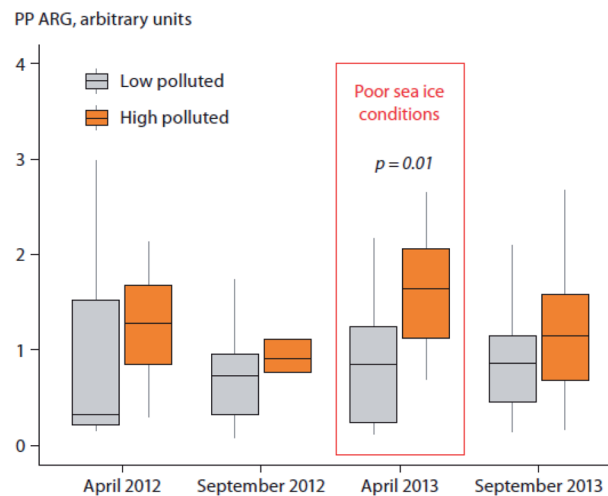 PP ARG, arbitrary units
4
3
2
1
0
Low polluted
High polluted
Poor sea ice
conditions
p = 0.01
April 2012
September 2012
April 2013
September 2013